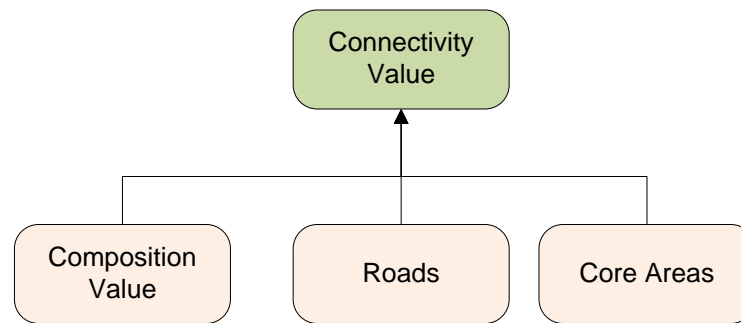 Connectivity
Value
Composition
Value
Roads
Core Areas